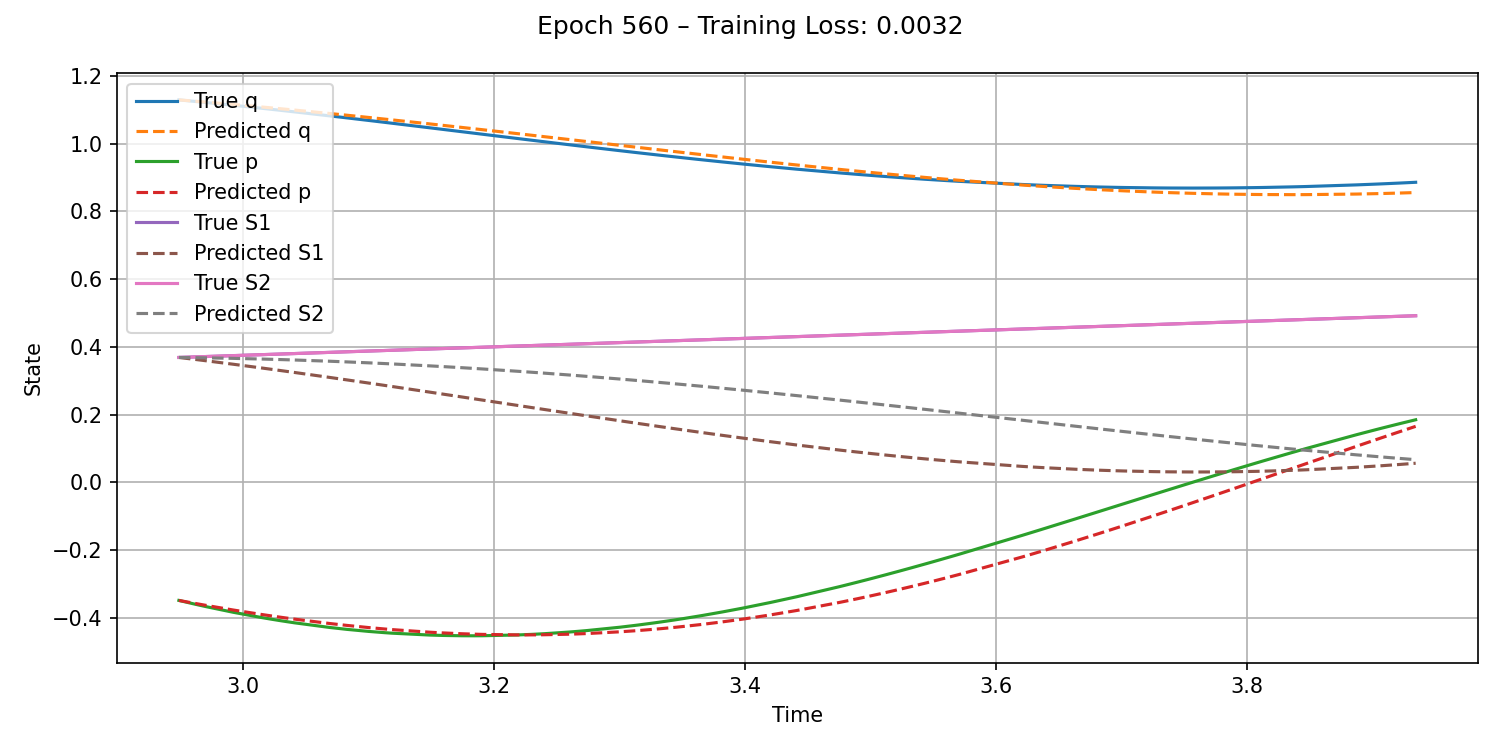 Epoch 560 – Training Loss: 0.0032
1.2
1.0
0.8
0.6
0.4
0.2
0.0
−0.2
−0.4
State
True q
Predicted q
True p
Predicted p
True S1
Predicted S1
True S2
Predicted S2
3.0 3.2 3.4 3.6 3.8
Time